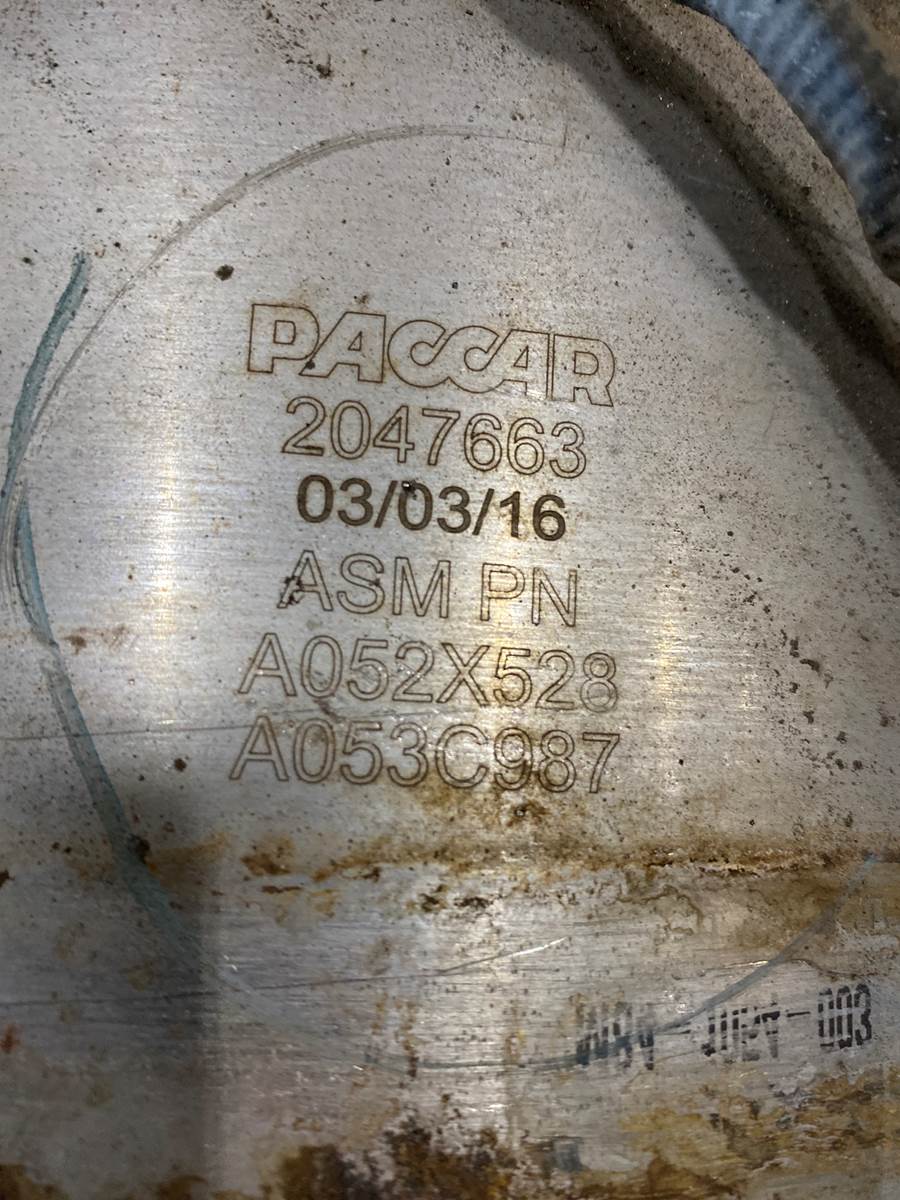 PACCAR
2047663
03/03/16
ASM PN
A052X528
A053C987